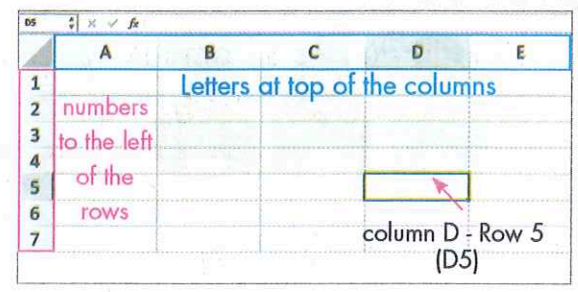 D5 fx
A B C D E
1 Letters at top of the columns
2 numbers
3 to the left
4
5 of the
6 rows
7 column D - Row 5
(D5)